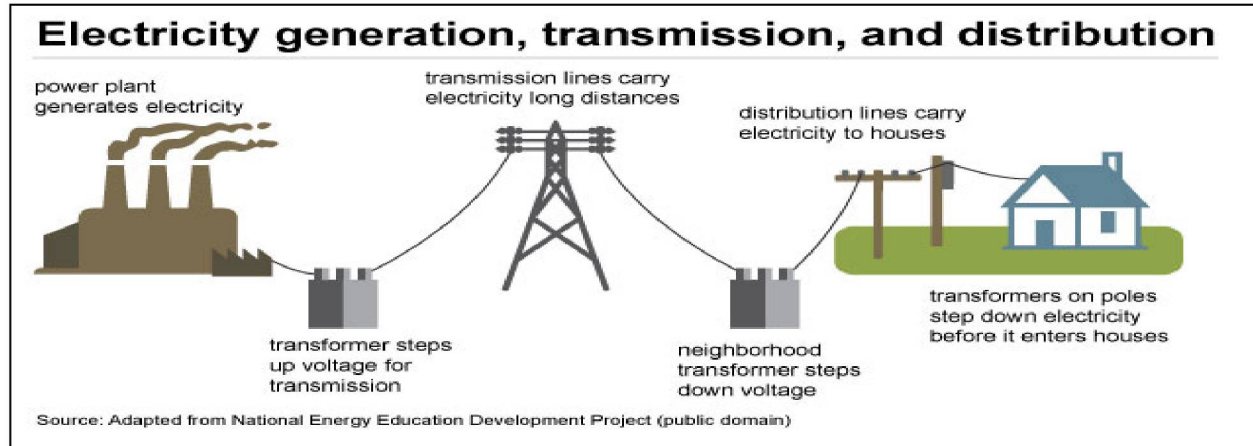 Electricity generation, transmission, and distribution
power plant
generates electricity
transmission lines carry
electricity long distances
distribution lines carry
electricity to houses
transformer steps
up voltage for
transmission
neighborhood
transformer steps
down voltage
transformers on poles
step down electricity
before it enters houses
Source: Adapted from National Energy Education Development Project (public domain)